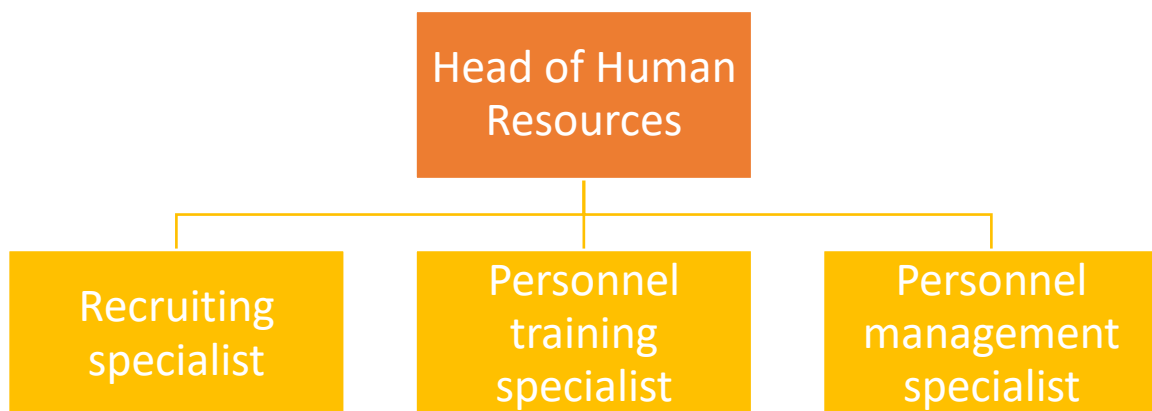 Head of Human
Resources
Recruiting
specialist
Personnel
training
specialist
Personnel
management
specialist